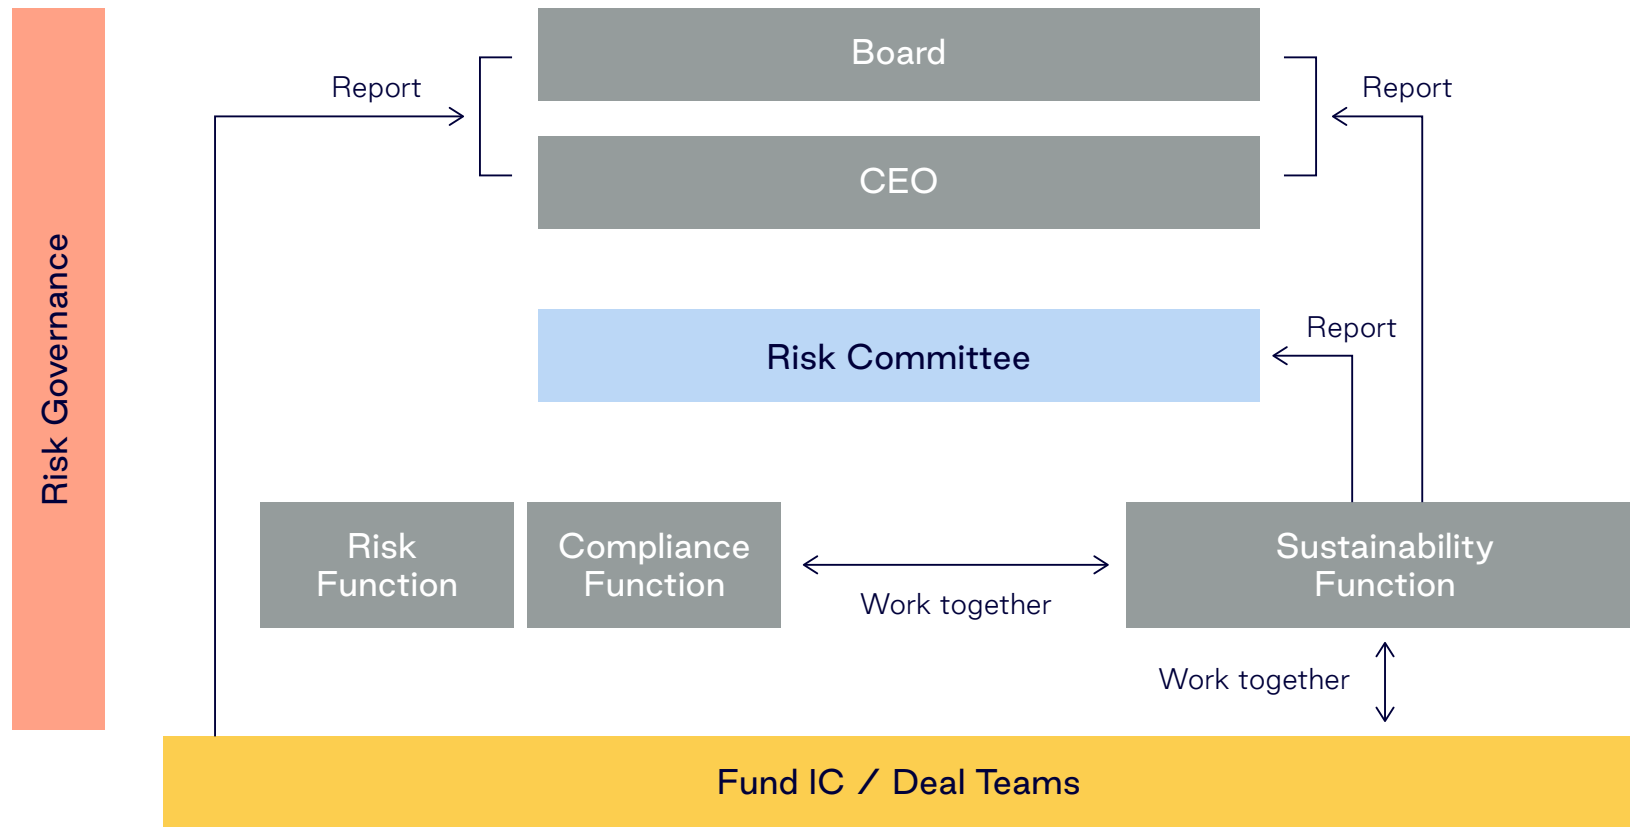 Risk Governance
Board
Report
Report
CEO
Risk Committee
Report
Risk
Function
Compliance
Function
Work together
Sustainability
Function
Work together
Fund IC / Deal Teams